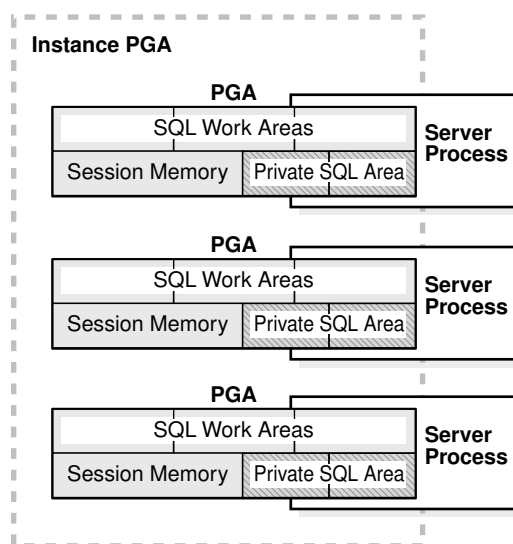 Instance PGA
PGA
SQL Work Areas
Server
Process
Session Memory
Private SQL Area
PGA
SQL Work Areas
Server
Process
Session Memory
Private SQL Area
PGA
SQL Work Areas
Server
Process
Session Memory
Private SQL Area